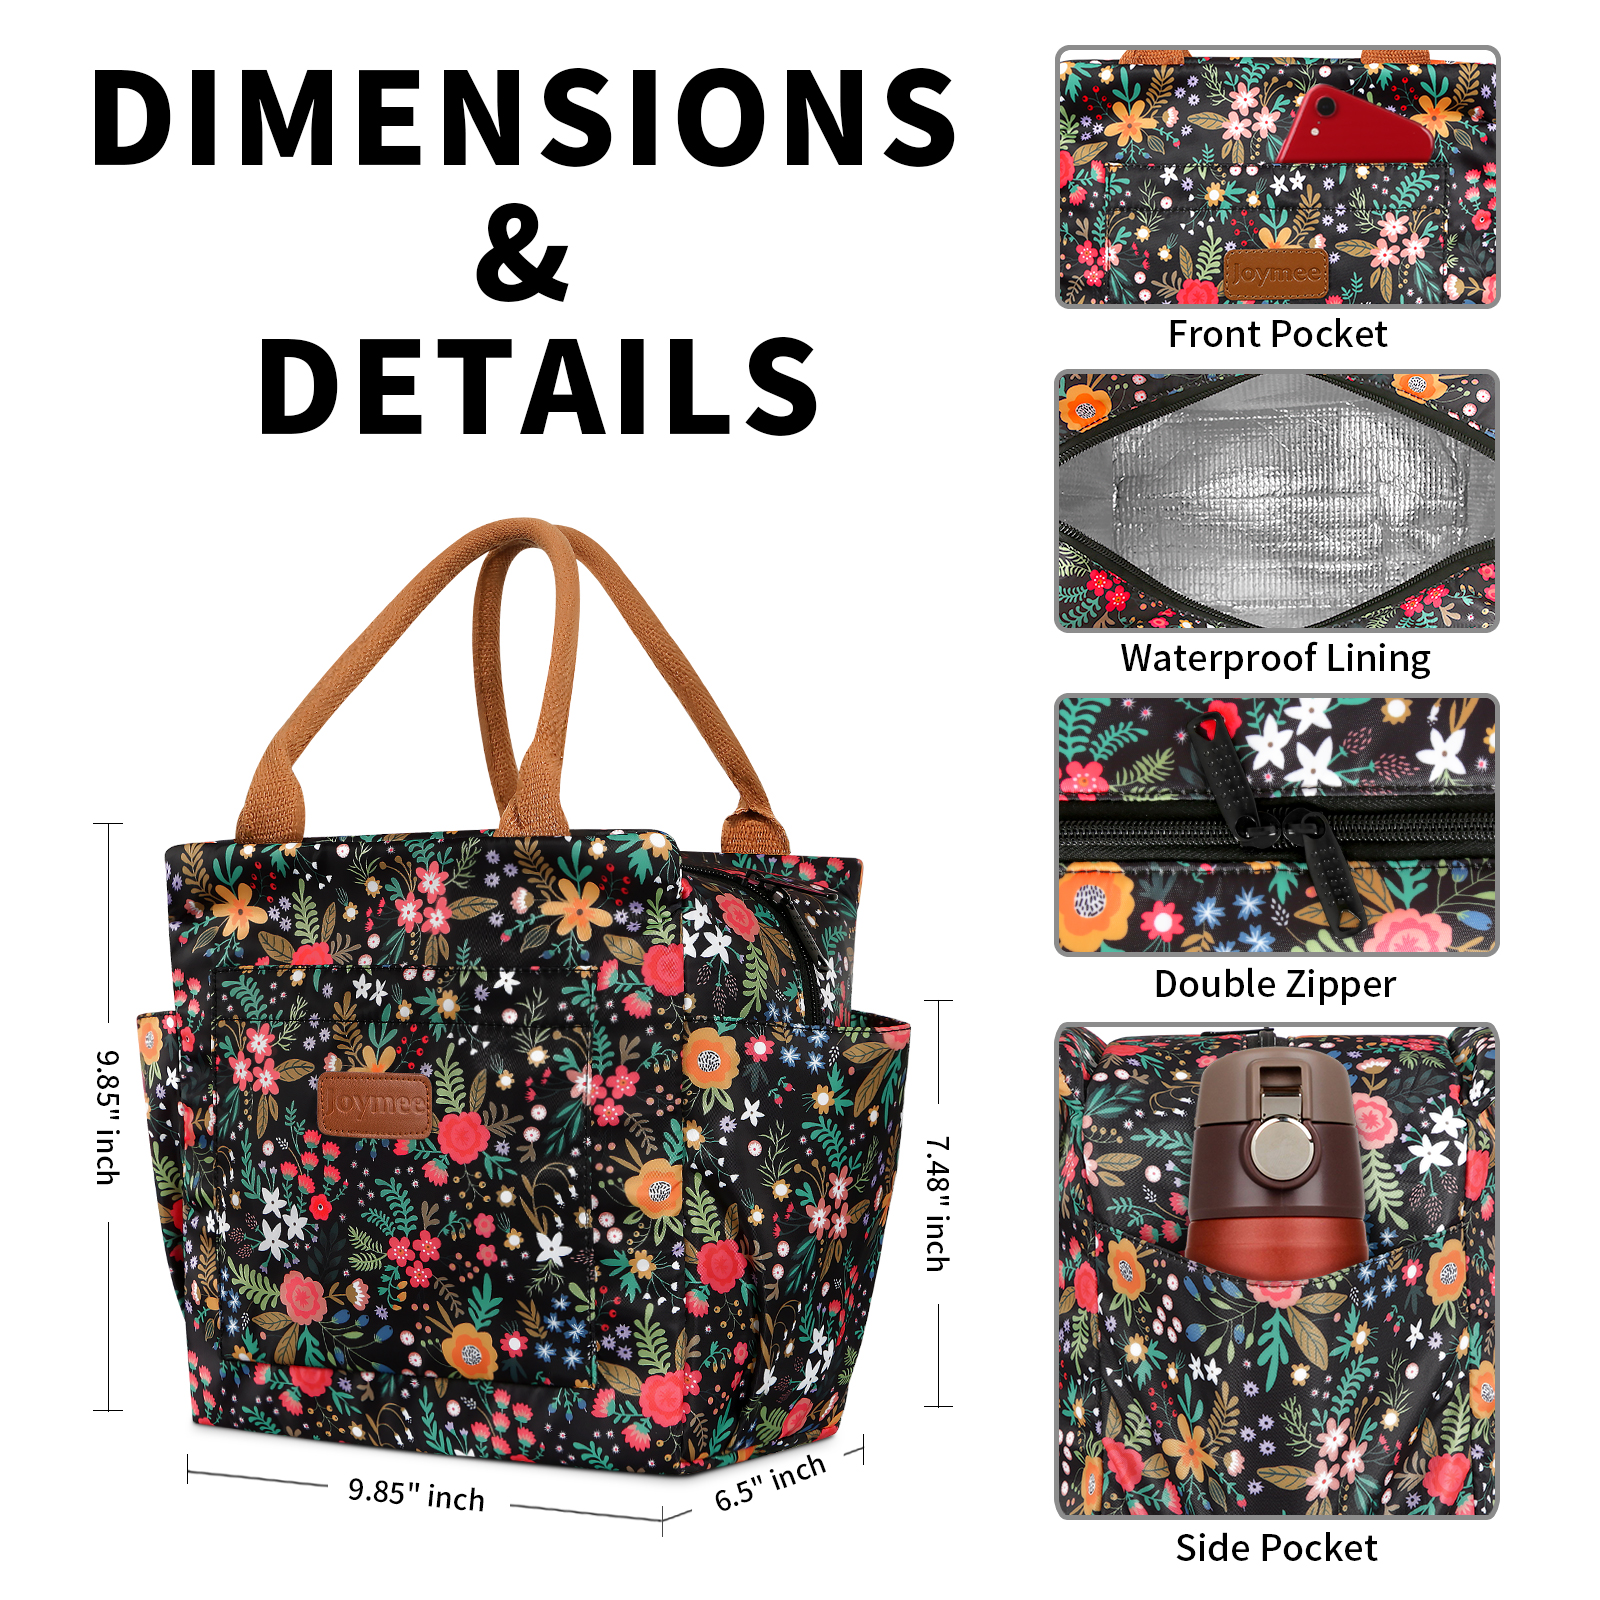 DIMENSIONS
&
DETAILS
Joymee
Front Pocket
Waterproof Lining
Double Zipper
Side Pocket
Joymee
9.85" inch
7.48" inch
9.85" inch
6.5" inch